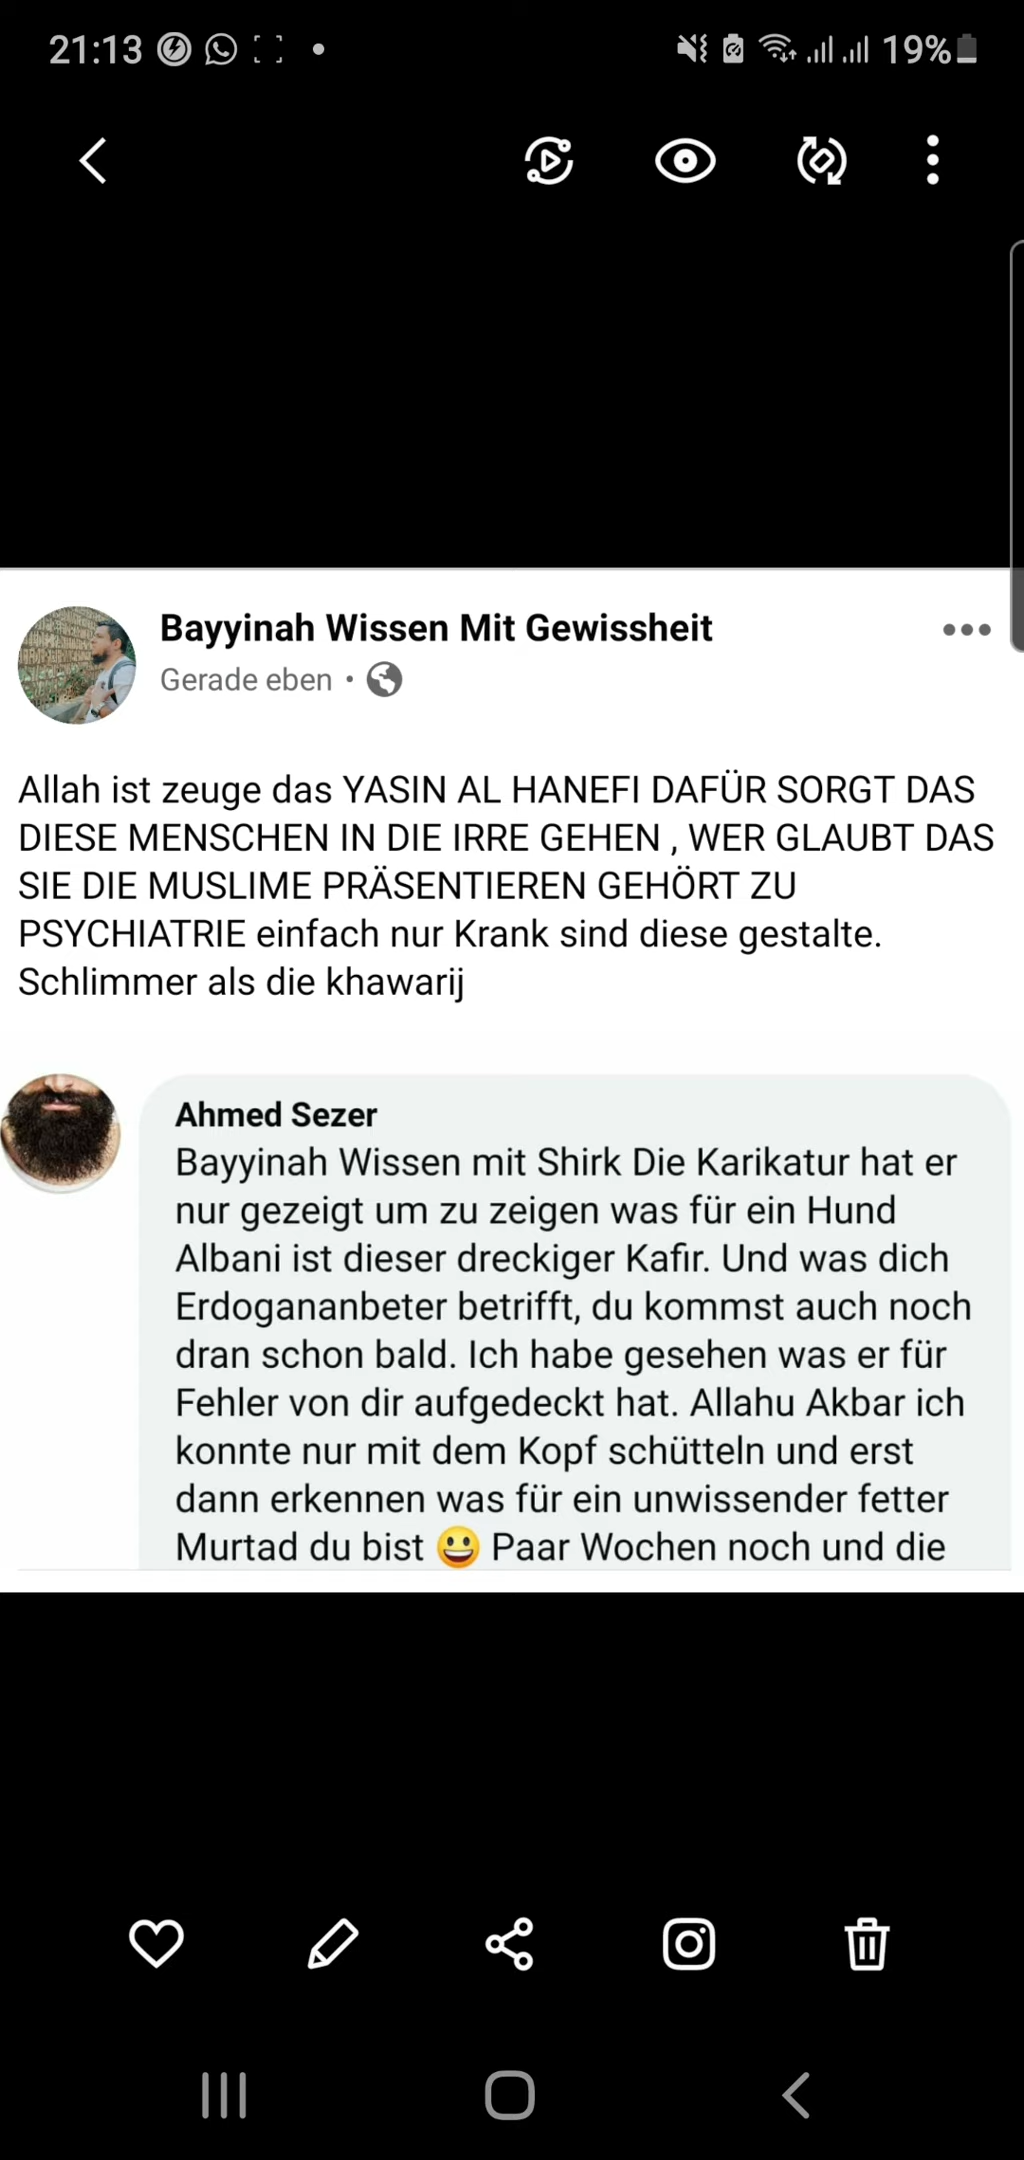 21:13
19%
Bayyinah Wissen Mit Gewissheit
Gerade eben •
Allah ist zeuge das YASIN AL HANEFI DAFÜR SORGT DAS
DIESE MENSCHEN IN DIE IRRE GEHEN , WER GLAUBT DAS
SIE DIE MUSLIME PRÄSENTIEREN GEHÖRT ZU
PSYCHIATRIE einfach nur Krank sind diese gestalte.
Schlimmer als die khawarij
Ahmed Sezer
Bayyinah Wissen mit Shirk Die Karikatur hat er
nur gezeigt um zu zeigen was für ein Hund
Albani ist dieser dreckiger Kafir. Und was dich
Erdogananbeter betrifft, du kommst auch noch
dran schon bald. Ich habe gesehen was er für
Fehler von dir aufgedeckt hat. Allahu Akbar ich
konnte nur mit dem Kopf schütteln und erst
dann erkennen was für ein unwissender fetter
Murtad du bist 😀 Paar Wochen noch und die